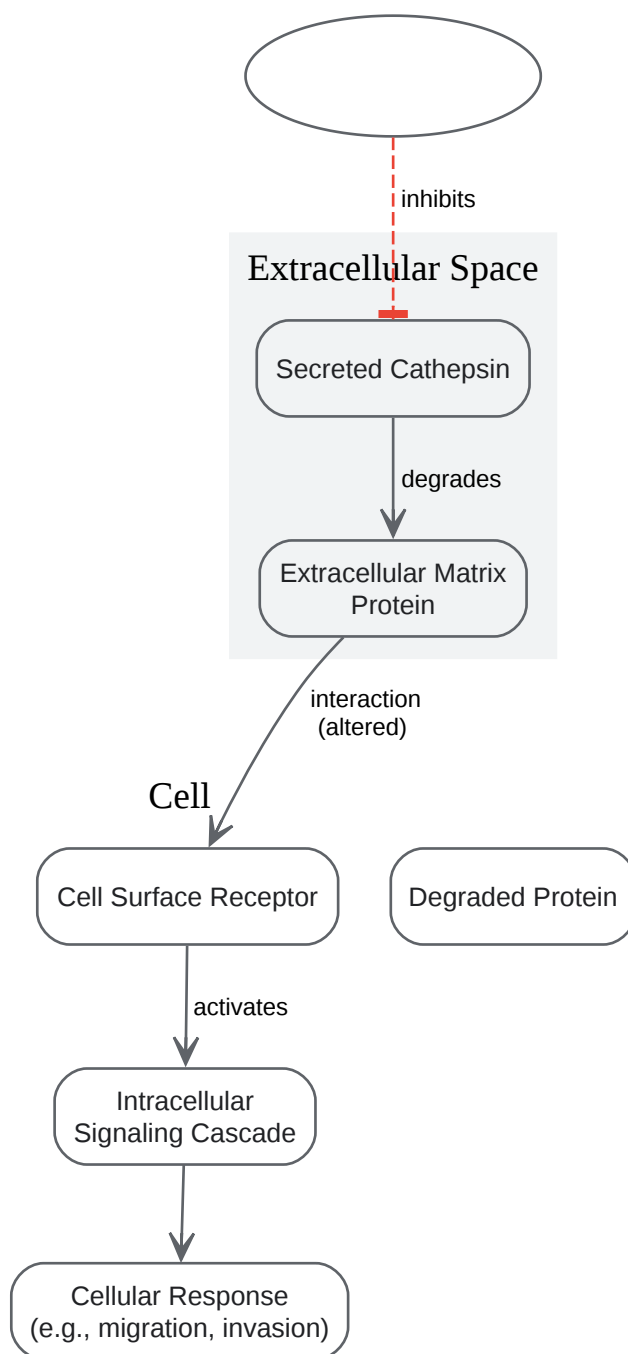 inhibits
Extracellular Space
Secreted Cathepsin
degrades
Extracellular Matrix
Protein
interaction
(altered)
Cell
Cell Surface Receptor
Degraded Protein
activates
Intracellular
Signaling Cascade
Cellular Response
(e.g., migration, invasion)